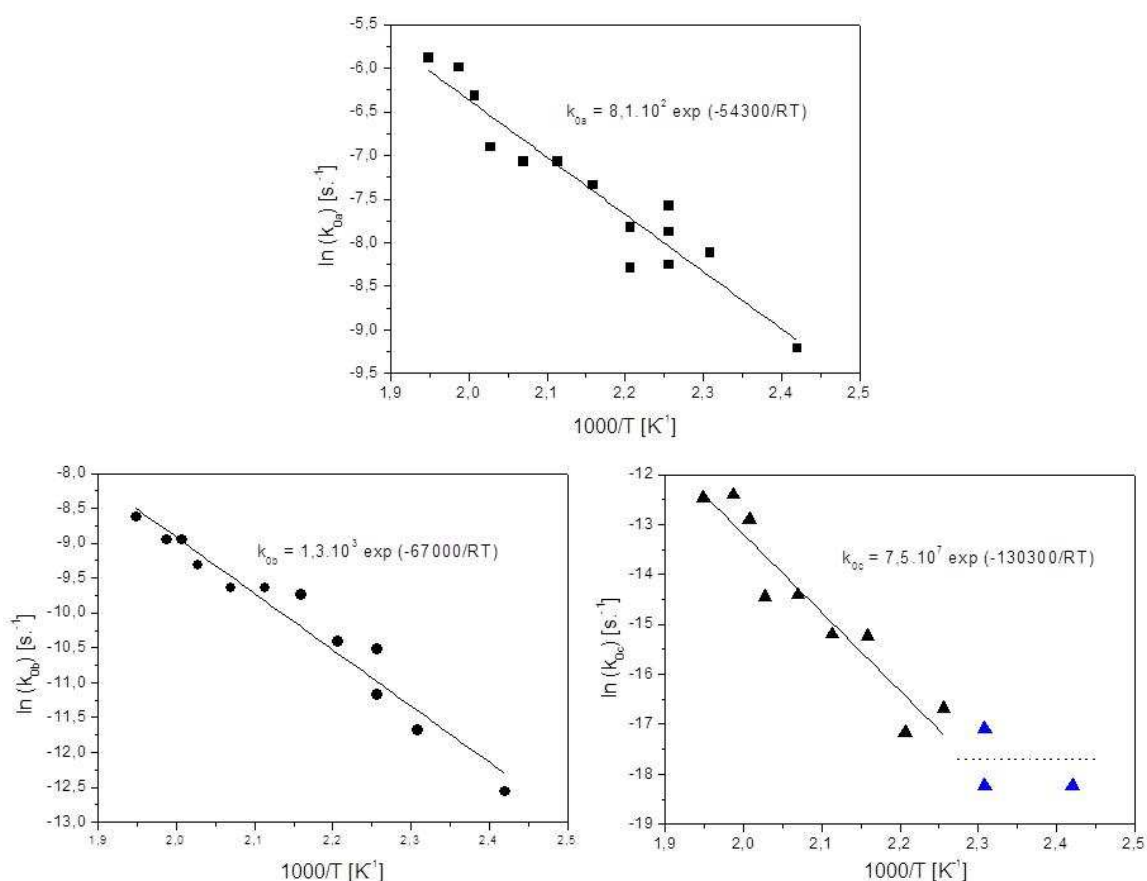 -5,5
-6,0
-6,5
-7,0
-7,5
-8,0
-8,5
-9,0
-9,5
ln (k0a) [s.-1]
k0a = 8,1.10² exp (-54300/RT)
1,9 2,0 2,1 2,2 2,3 2,4 2,5
1000/T [K-1]
-8,0
-8,5
-9,0
-9,5
-10,0
-10,5
-11,0
-11,5
-12,0
-12,5
-13,0
ln (k0b) [s.-1]
k0b = 1,3.10³ exp (-67000/RT)
1,9 2,0 2,1 2,2 2,3 2,4 2,5
1000/T [K-1]
-12
-13
-14
-15
-16
-17
-18
-19
ln (k0c) [s.-1]
k0c = 7,5.10⁷ exp (-130300/RT)
1,9 2,0 2,1 2,2 2,3 2,4 2,5
1000/T [K-1]